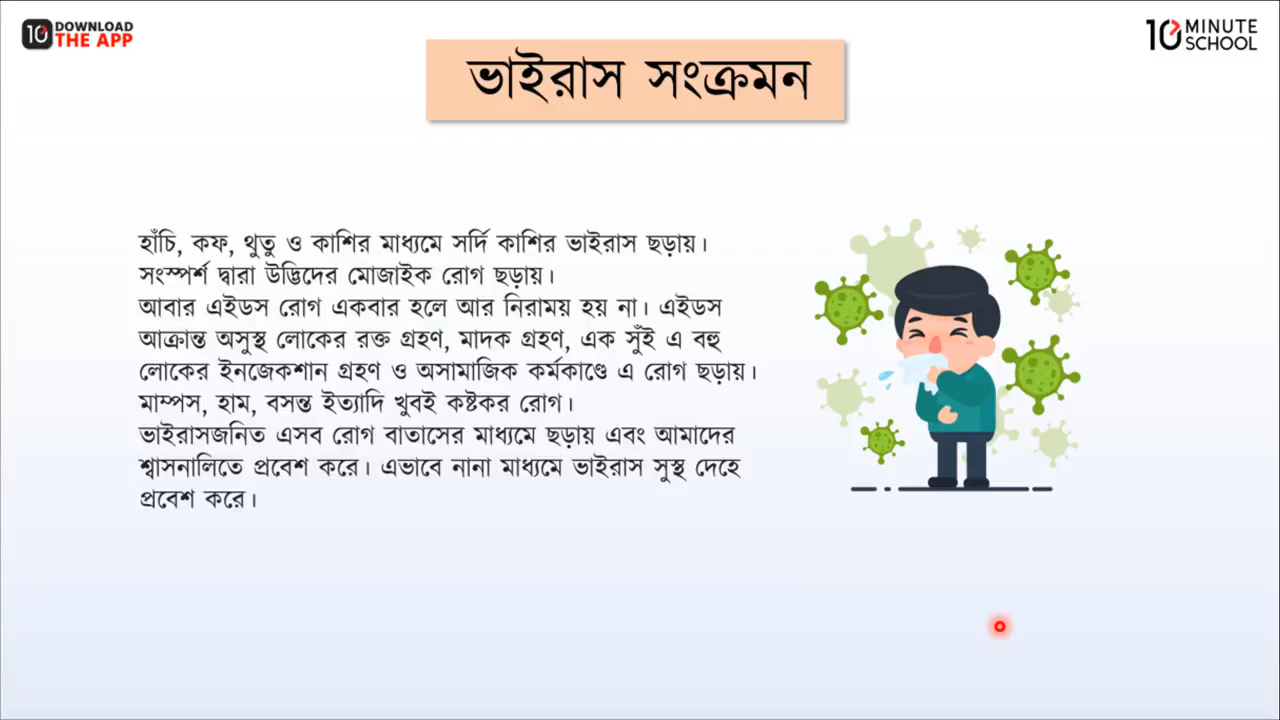 DOWNLOAD
THE APP
10 MINUTE
SCHOOL
ভাইরাস সংক্রমন
হাঁচি, কফ, থুতু ও কাশির মাধ্যমে সর্দি কাশির ভাইরাস ছড়ায়।
সংস্পর্শ দ্বারা উদ্ভিদের মোজাইক রোগ ছড়ায়।
আবার এইডস রোগ একবার হলে আর নিরাময় হয় না। এইডস
আক্রান্ত অসুস্থ লোকের রক্ত গ্রহণ, মাদক গ্রহণ, এক সুঁই এ বহু
লোকের ইনজেকশান গ্রহণ ও অসামাজিক কর্মকাণ্ডে এ রোগ ছড়ায়।
মাম্পস, হাম, বসন্ত ইত্যাদি খুবই কষ্টকর রোগ।
ভাইরাসজনিত এসব রোগ বাতাসের মাধ্যমে ছড়ায় এবং আমাদের
শ্বাসনালিতে প্রবেশ করে। এভাবে নানা মাধ্যমে ভাইরাস সুস্থ দেহে
প্রবেশ করে।